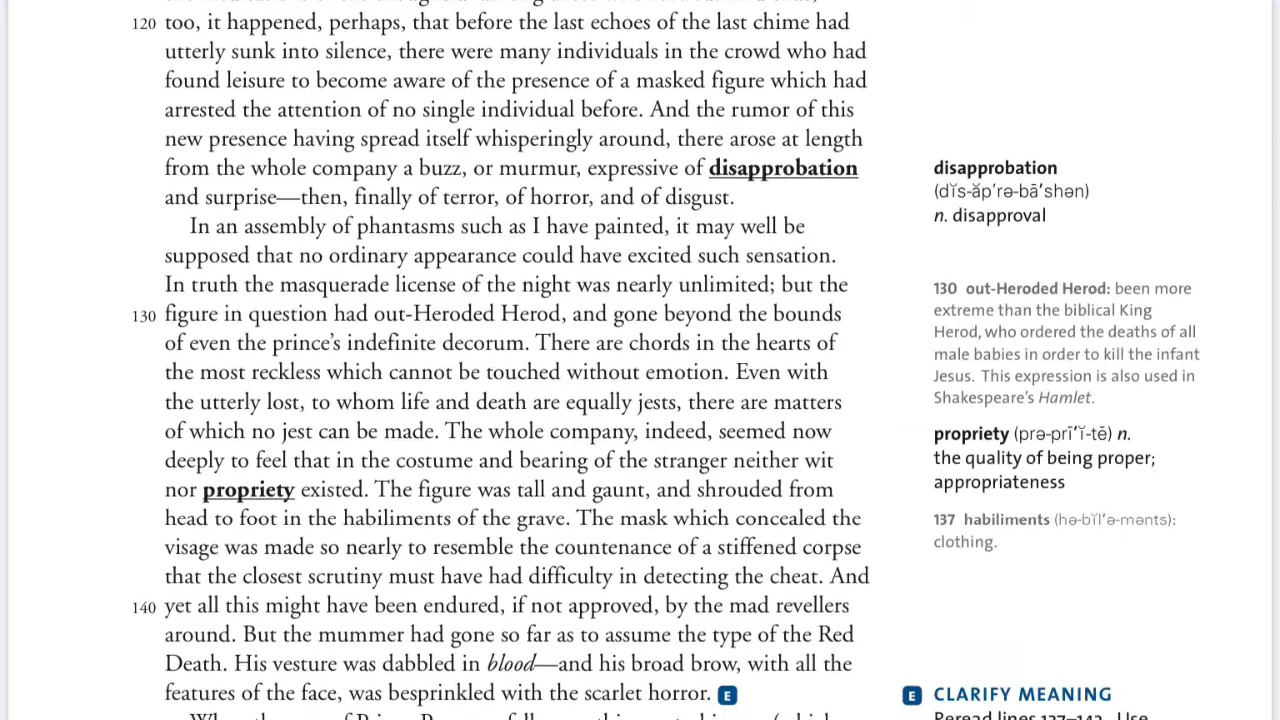 120 too, it happened, perhaps, that before the last echoes of the last chime had
utterly sunk into silence, there were many individuals in the crowd who had
found leisure to become aware of the presence of a masked figure which had
arrested the attention of no single individual before. And the rumor of this
new presence having spread itself whisperingly around, there arose at length
from the whole company a buzz, or murmur, expressive of disapprobation
and surprise—then, finally of terror, of horror, and of disgust.
In an assembly of phantasms such as I have painted, it may well be
supposed that no ordinary appearance could have excited such sensation.
In truth the masquerade license of the night was nearly unlimited; but the
130 figure in question had out-Heroded Herod, and gone beyond the bounds
of even the prince's indefinite decorum. There are chords in the hearts of
the most reckless which cannot be touched without emotion. Even with
the utterly lost, to whom life and death are equally jests, there are matters
of which no jest can be made. The whole company, indeed, seemed now
deeply to feel that in the costume and bearing of the stranger neither wit
nor propriety existed. The figure was tall and gaunt, and shrouded from
head to foot in the habiliments of the grave. The mask which concealed the
visage was made so nearly to resemble the countenance of a stiffened corpse
that the closest scrutiny must have had difficulty in detecting the cheat. And
140 yet all this might have been endured, if not approved, by the mad revellers
around. But the mummer had gone so far as to assume the type of the Red
Death. His vesture was dabbled in blood—and his broad brow, with all the
features of the face, was besprinkled with the scarlet horror. E
disapprobation
(dĭs-ăp′rə-bā′shən)
n. disapproval
130 out-Heroded Herod: been more
extreme than the biblical King
Herod, who ordered the deaths of all
male babies in order to kill the infant
Jesus. This expression is also used in
Shakespeare's Hamlet.
propriety (prə-prī′ĭ-tē) n.
the quality of being proper;
appropriateness
137 habiliments (hə-bĭl′ə-mənts):
clothing.
E CLARIFY MEANING
Reread lines 137–143. Use